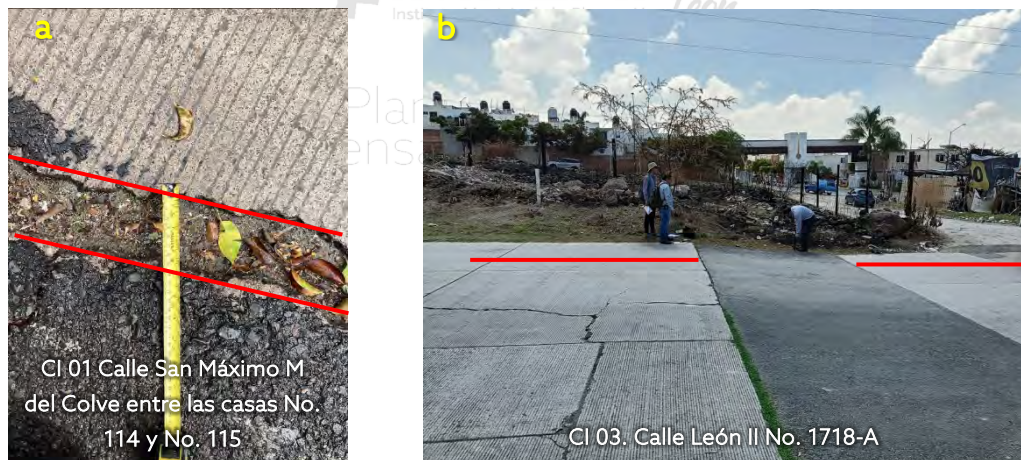 a
CI 01 Calle San Máximo M
del Colve entre las casas No.
114 y No. 115
b
CI 03. Calle León II No. 1718-A
León